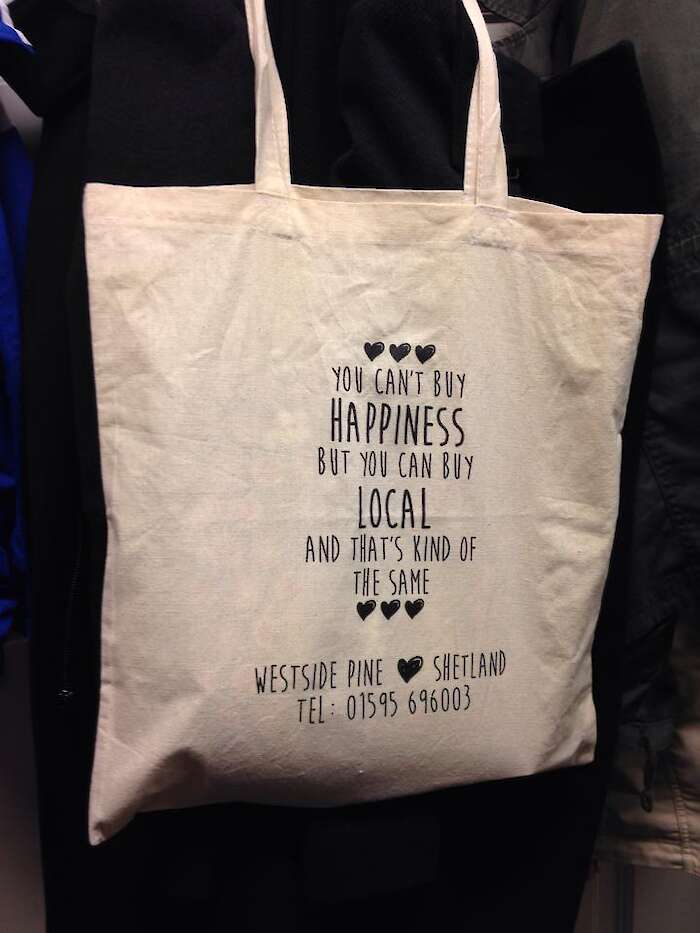 YOU CAN'T BUY
HAPPINESS
BUT YOU CAN BUY
LOCAL
AND THAT'S KIND OF
THE SAME
WESTSIDE PINE SHETLAND
TEL: 01595 696003